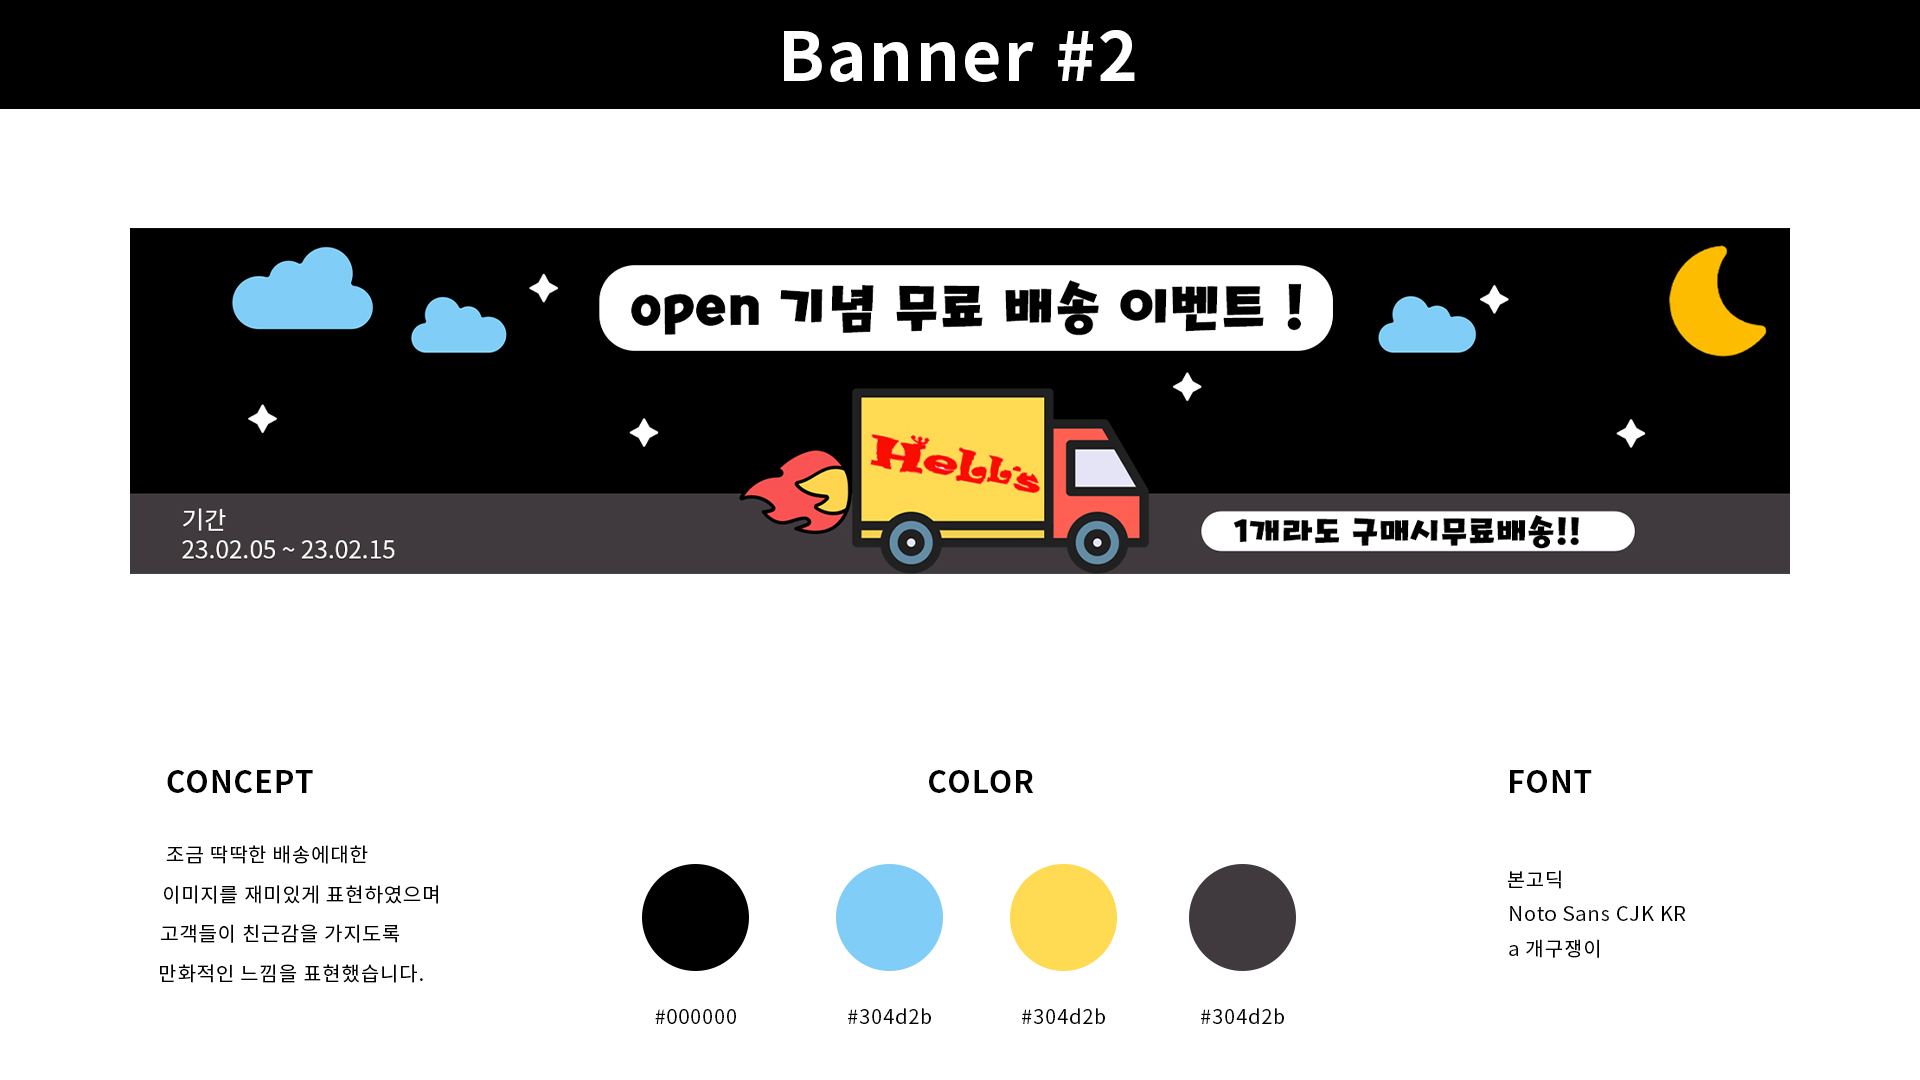 Banner #2
open 기념 무료 배송 이벤트 !
HeLL's
기간
23.02.05 ~ 23.02.15
1개라도 구매시무료배송!!
CONCEPT
조금 딱딱한 배송에대한
이미지를 재미있게 표현하였으며
고객들이 친근감을 가지도록
만화적인 느낌을 표현했습니다.
COLOR
#000000
#304d2b
#304d2b
#304d2b
FONT
본고딕
Noto Sans CJK KR
a 개구쟁이